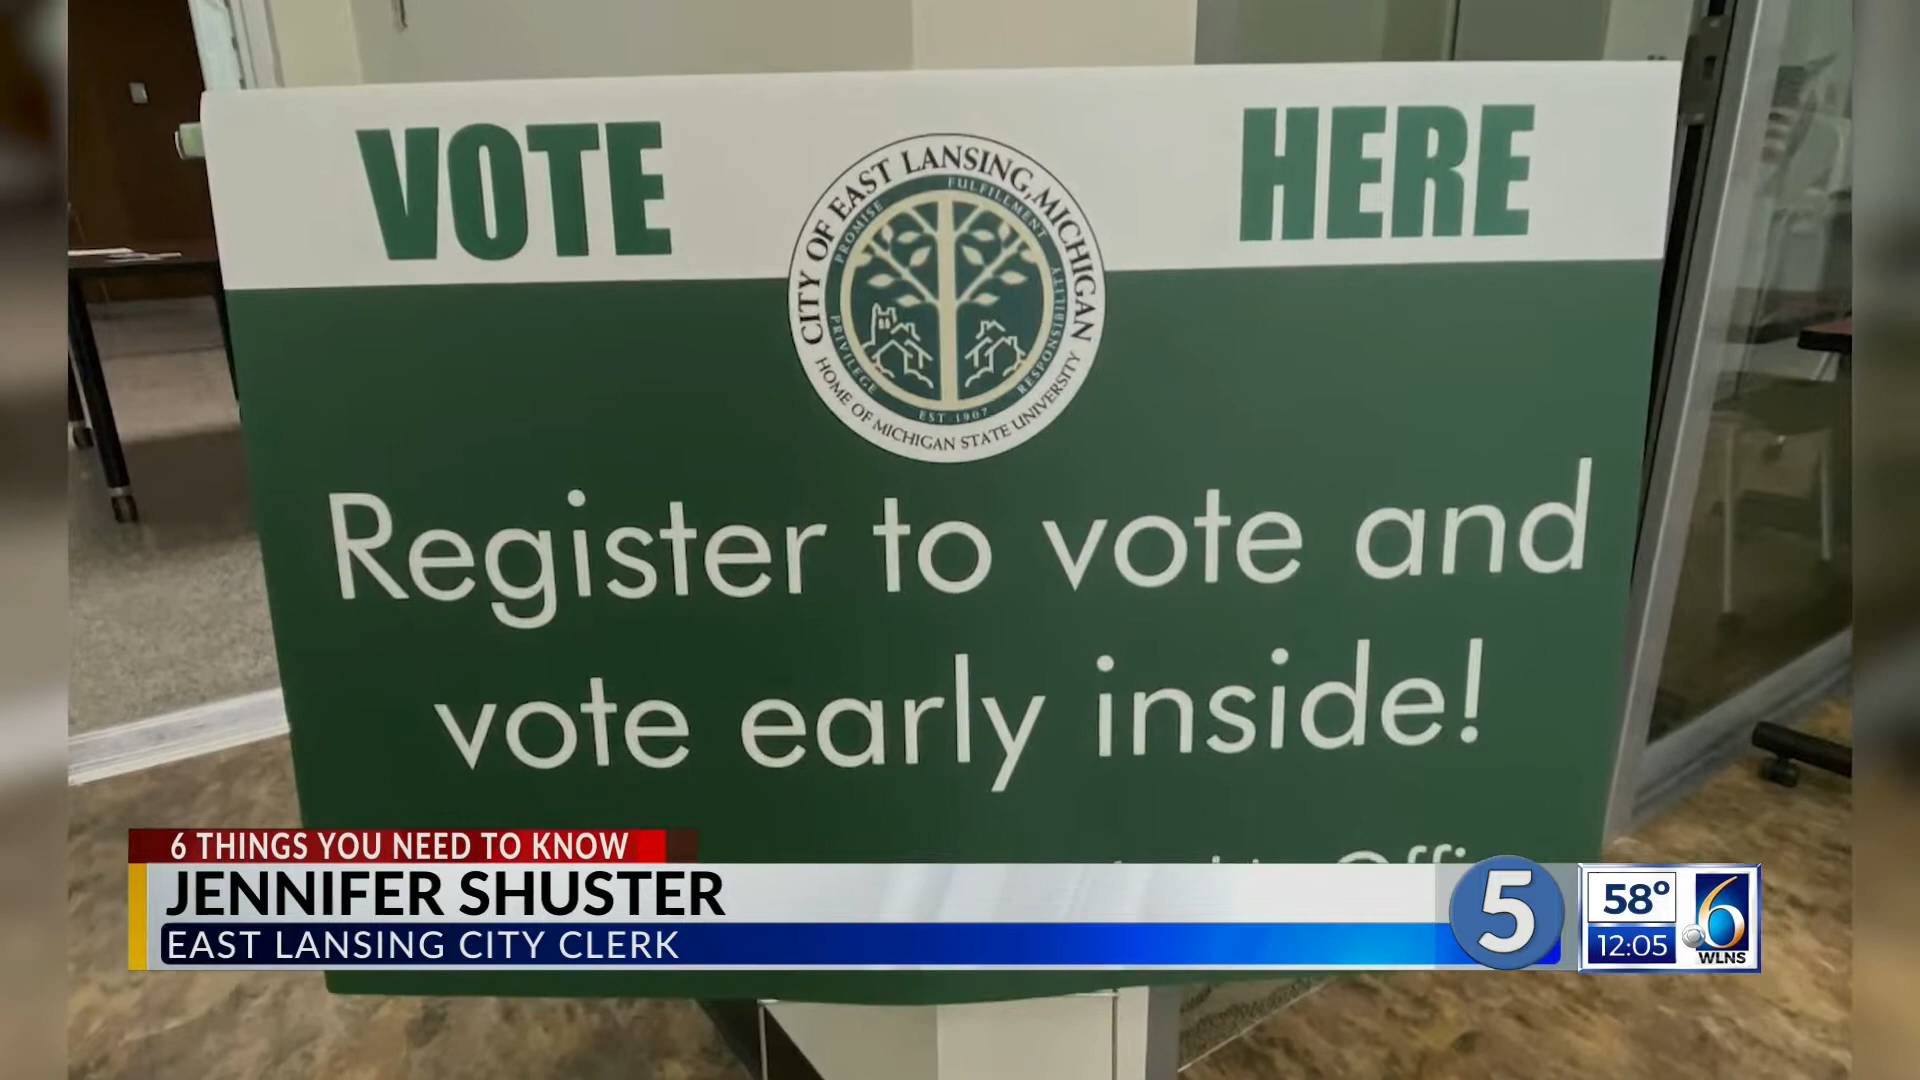 VOTE HERE
CITY OF EAST LANSING, MICHIGAN
PROMISE FULFILLMENT
PRIVILEGE RESPONSIBILITY
EST 1907
HOME OF MICHIGAN STATE UNIVERSITY
Register to vote and
vote early inside!
6 THINGS YOU NEED TO KNOW
JENNIFER SHUSTER
EAST LANSING CITY CLERK
5
58°
12:05
6
WLNS